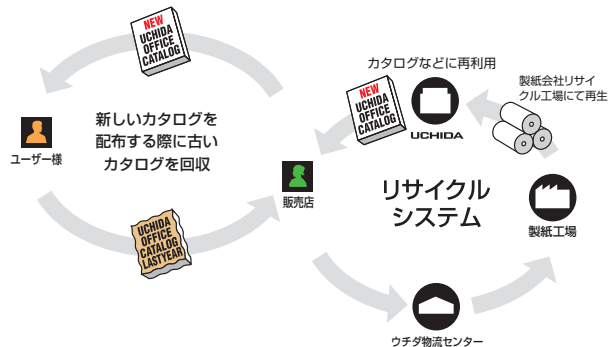 NEW
UCHIDA
OFFICE
CATALOG
新しいカタログを
配布する際に古い
カタログを回収
ユーザー様
UCHIDA
OFFICE
CATALOG
LASTYEAR
販売店
カタログなどに再利用
NEW
UCHIDA
OFFICE
CATALOG
UCHIDA
製紙会社リサイ
クル工場にて再生
リサイクル
システム
製紙工場
ウチダ物流センター